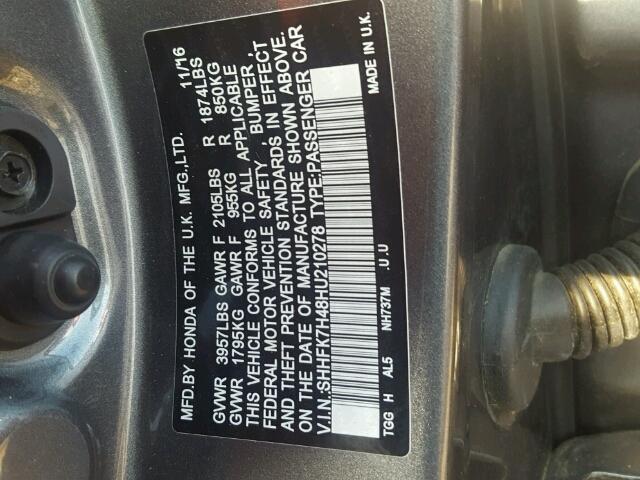 MFD.BY HONDA OF THE U.K. MFG.,LTD. 11/16
GVWR 3957LBS GAWR F 2105LBS R 1874LBS
GVWR 1795KG GAWR F 955KG R 850KG
THIS VEHICLE CONFORMS TO ALL APPLICABLE
FEDERAL MOTOR VEHICLE SAFETY , BUMPER ,
AND THEFT PREVENTION STANDARDS IN EFFECT
ON THE DATE OF MANUFACTURE SHOWN ABOVE.
V.I.N.:SHHFK7H48HU210278 TYPE:PASSENGER CAR
TGG H AL5 NH737M .U.U MADE IN U.K.